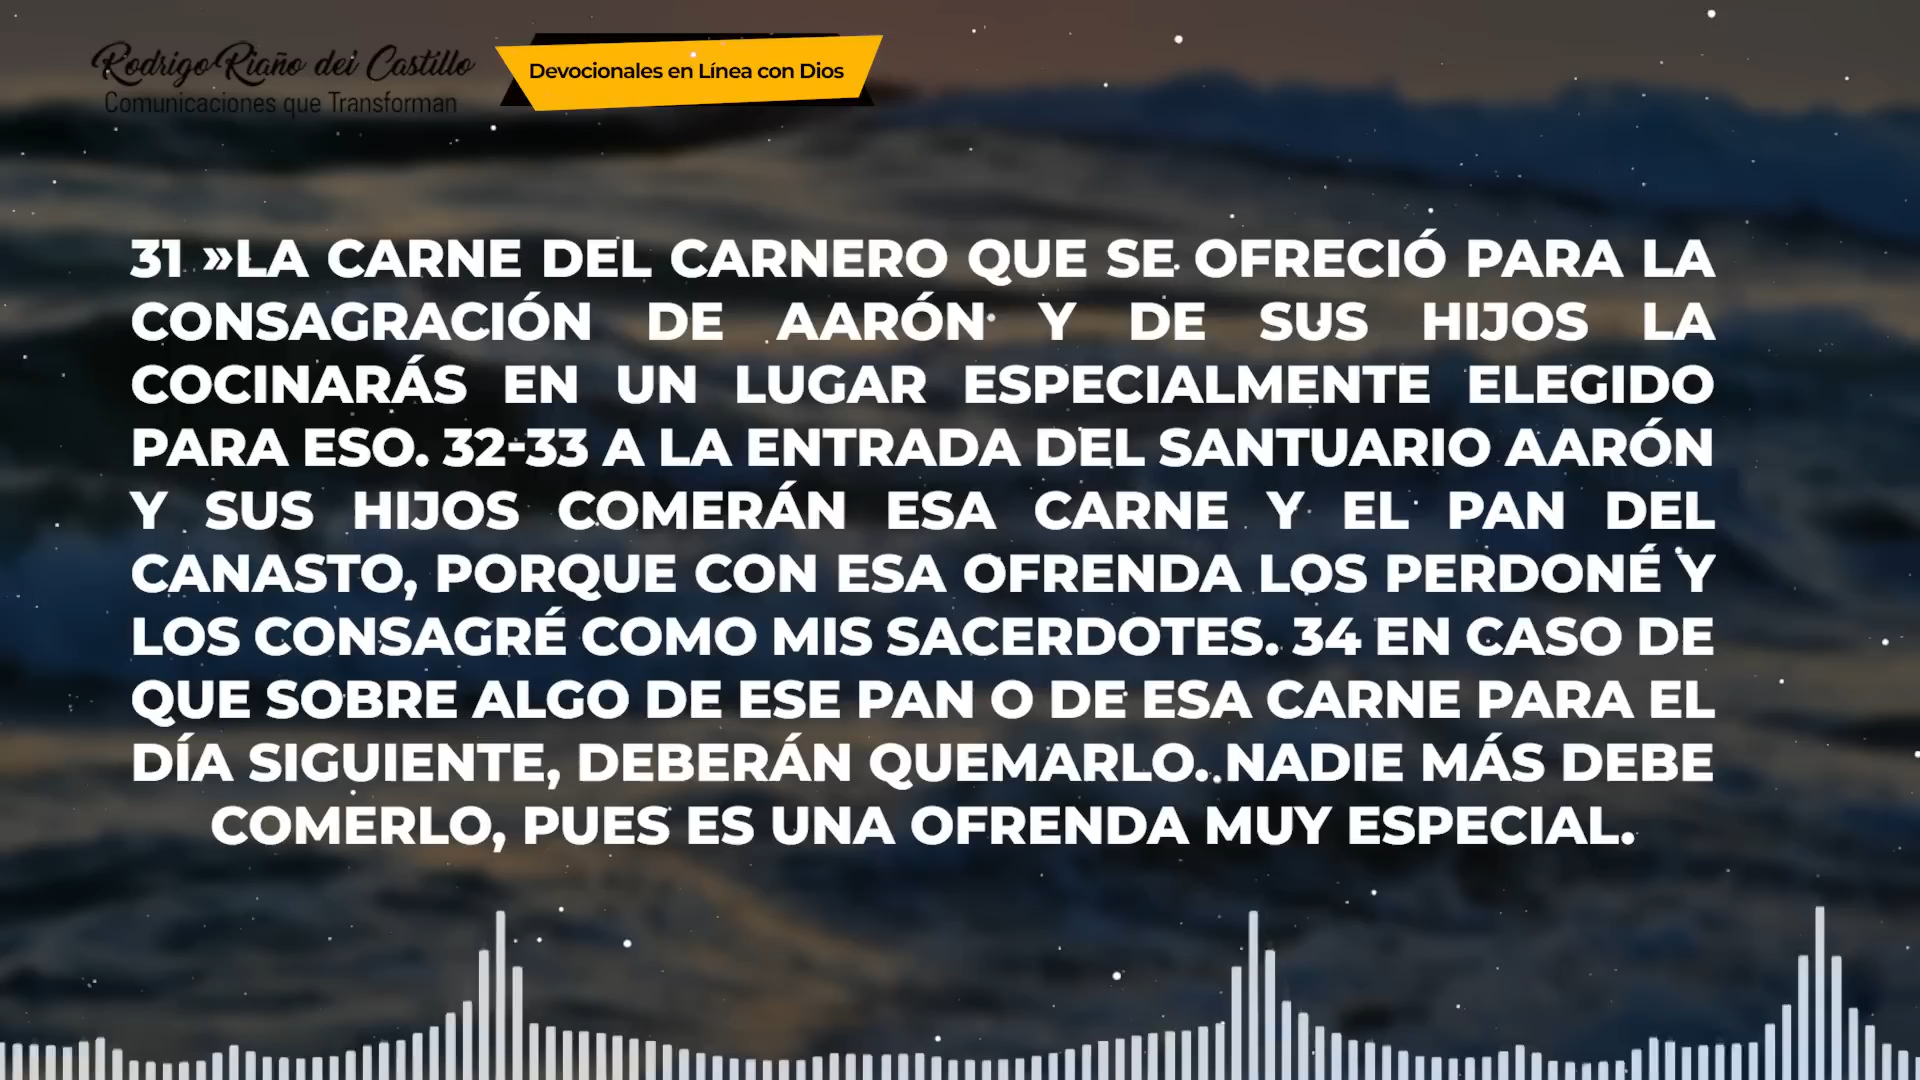 Rodrigo Riaño del Castillo
Comunicaciones que Transforman
Devocionales en Línea con Dios
31 »LA CARNE DEL CARNERO QUE SE OFRECIÓ PARA LA
CONSAGRACIÓN DE AARÓN Y DE SUS HIJOS LA
COCINARÁS EN UN LUGAR ESPECIALMENTE ELEGIDO
PARA ESO. 32-33 A LA ENTRADA DEL SANTUARIO AARÓN
Y SUS HIJOS COMERÁN ESA CARNE Y EL PAN DEL
CANASTO, PORQUE CON ESA OFRENDA LOS PERDONÉ Y
LOS CONSAGRÉ COMO MIS SACERDOTES. 34 EN CASO DE
QUE SOBRE ALGO DE ESE PAN O DE ESA CARNE PARA EL
DÍA SIGUIENTE, DEBERÁN QUEMARLO. NADIE MÁS DEBE
COMERLO, PUES ES UNA OFRENDA MUY ESPECIAL.